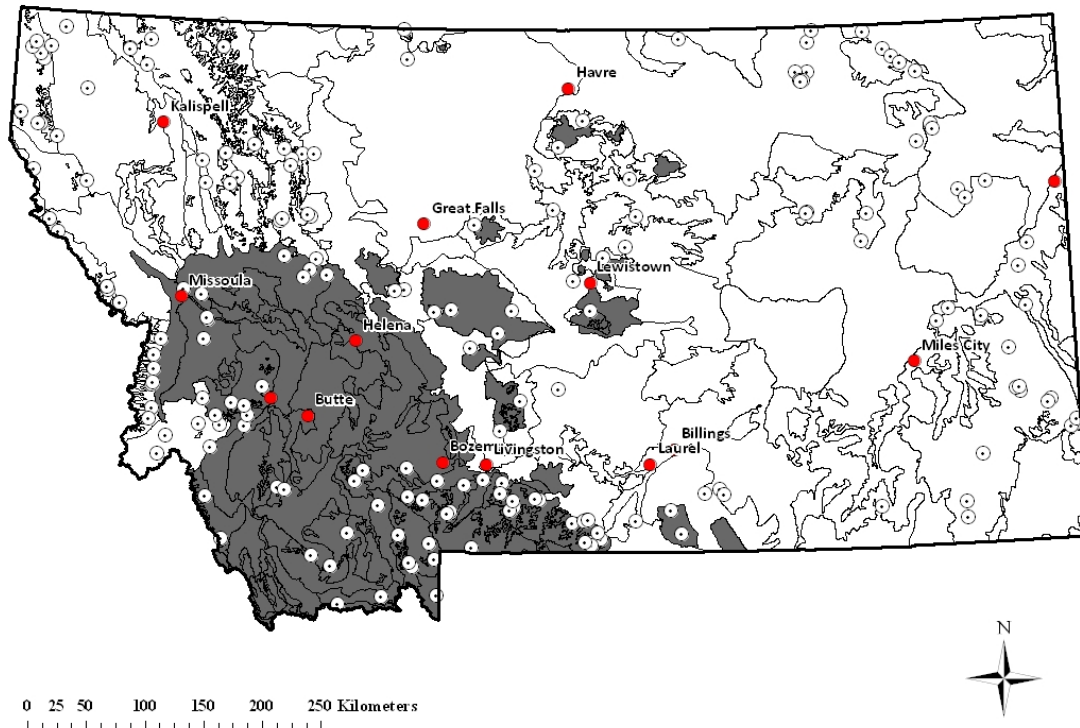 Havre
Kalispell
Great Falls
Lewistown
Missoula
Helena
Miles City
Butte
Billings
Bozem Livingston
Laurel
N
0 25 50 100 150 200 250 Kilometers